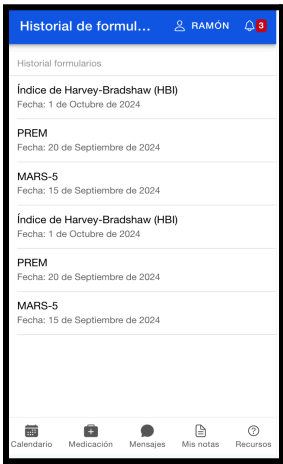 Historial de formul...
RAMÓN
3
Historial formularios
Índice de Harvey-Bradshaw (HBI)
Fecha: 1 de Octubre de 2024
PREM
Fecha: 20 de Septiembre de 2024
MARS-5
Fecha: 15 de Septiembre de 2024
Índice de Harvey-Bradshaw (HBI)
Fecha: 1 de Octubre de 2024
PREM
Fecha: 20 de Septiembre de 2024
MARS-5
Fecha: 15 de Septiembre de 2024
Calendario Medicación Mensajes Mis notas Recursos